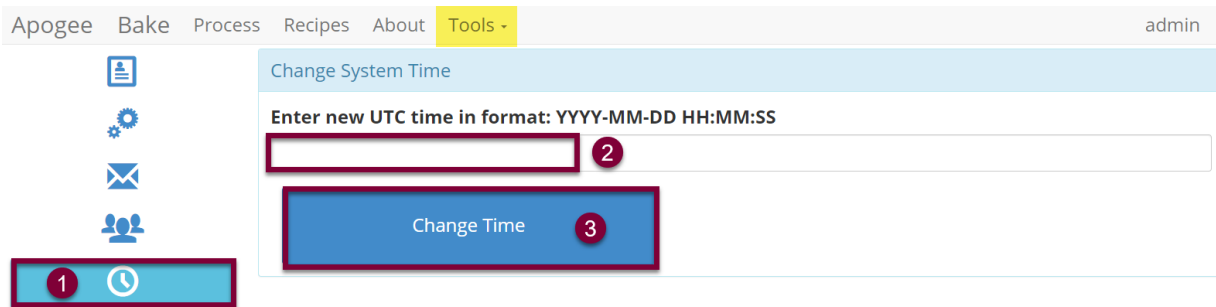 Apogee Bake Process Recipes About Tools admin
Change System Time
Enter new UTC time in format: YYYY-MM-DD HH:MM:SS
2
Change Time 3
1